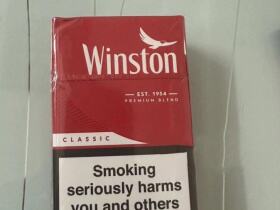 Winston
EST. 1954
PREMIUM BLEND
CLASSIC
Smoking
seriously harms
you and others